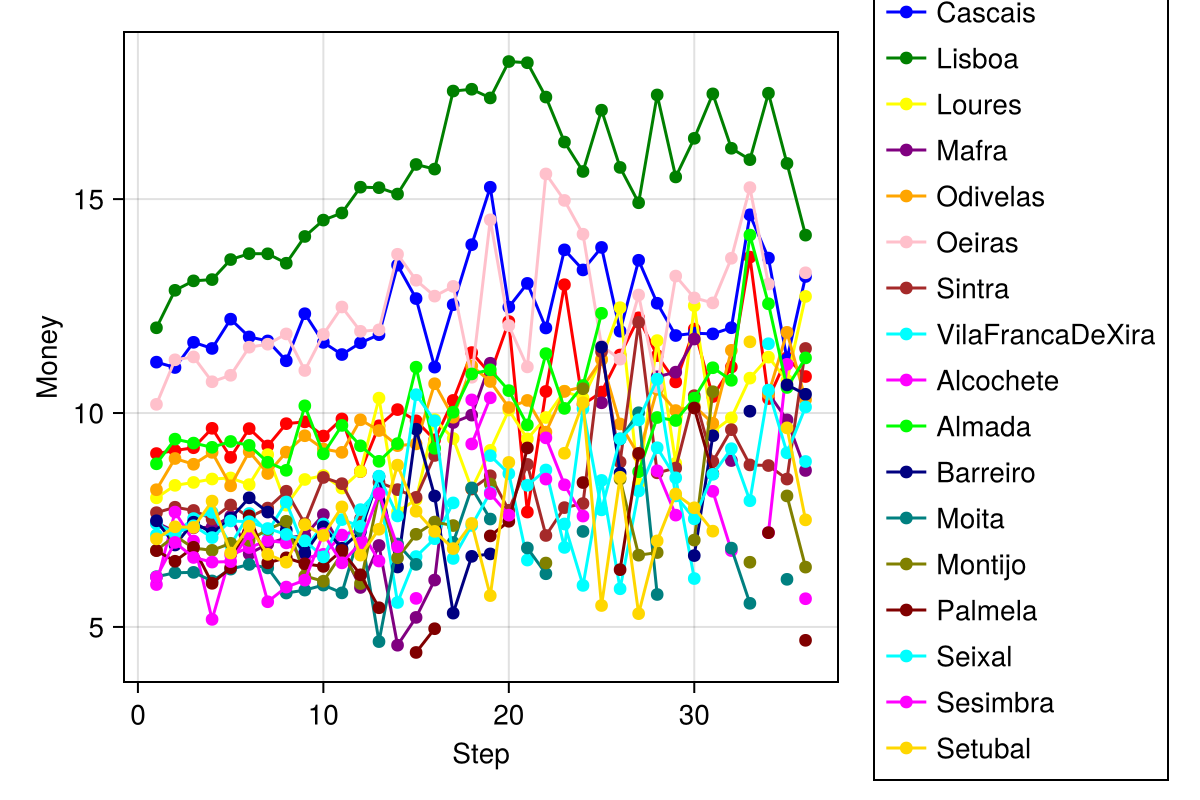 Money
15
10
5
0
10
20
30
Step
Cascais
Lisboa
Loures
Mafra
Odivelas
Oeiras
Sintra
VilaFrancaDeXira
Alcochete
Almada
Barreiro
Moita
Montijo
Palmela
Seixal
Sesimbra
Setubal